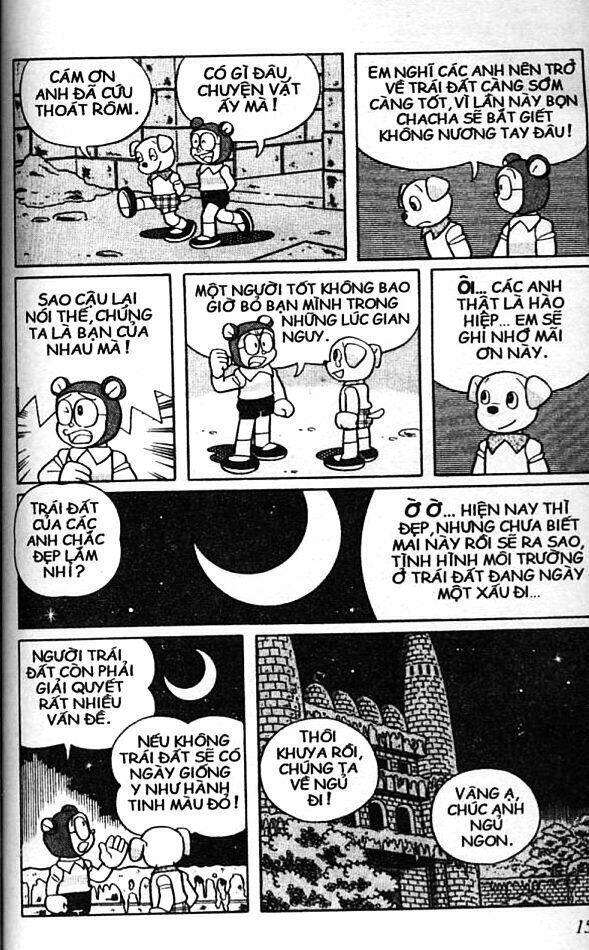 CÁM ƠN
ANH ĐÃ CỨU
THOÁT RÔMI.
CÓ GÌ ĐÂU,
CHUYỆN VẶT
ẤY MÀ!
EM NGHĨ CÁC ANH NÊN TRỞ
VỀ TRÁI ĐẤT CÀNG SỚM
CÀNG TỐT, VÌ LẦN NÀY BỌN
CHACHA SẼ BẮT GIẾT
KHÔNG NƯƠNG TAY ĐÂU!
SAO CẬU LẠI
NÓI THẾ, CHÚNG
TA LÀ BẠN CỦA
NHAU MÀ!
MỘT NGƯỜI TỐT KHÔNG BAO
GIỜ BỎ BẠN MÌNH TRONG
NHỮNG LÚC GIAN
NGUY.
ÔI... CÁC ANH
THẬT LÀ HÀO
HIỆP... EM SẼ
GHI NHỚ MÃI
ƠN NÀY.
TRÁI ĐẤT
CỦA CÁC
ANH CHẮC
ĐẸP LẮM
NHỈ?
Ờ Ờ... HIỆN NAY THÌ
ĐẸP, NHƯNG CHƯA BIẾT
MAI NÀY RỒI SẼ RA SAO,
TÌNH HÌNH MÔI TRƯỜNG
Ở TRÁI ĐẤT ĐANG NGÀY
MỘT XẤU ĐI...
NGƯỜI TRÁI
ĐẤT CÒN PHẢI
GIẢI QUYẾT
RẤT NHIỀU
VẤN ĐỀ.
NẾU KHÔNG
TRÁI ĐẤT SẼ CÓ
NGÀY GIỐNG
Y NHƯ HÀNH
TINH MÀU ĐỎ!
THÔI
KHUYA RỒI,
CHÚNG TA
VỀ NGỦ
ĐI!
VÂNG Ạ,
CHÚC ANH
NGỦ
NGON.